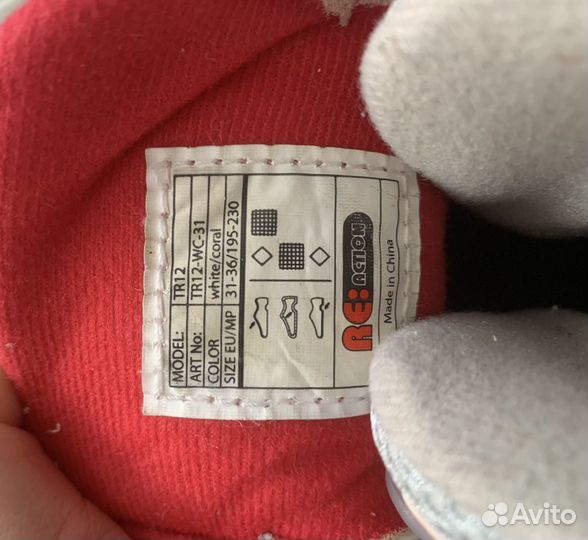 MODEL: TR12
ART No: TR12-WC-31
COLOR white/coral
SIZE EU/MP 31-36/195-230
RE:ACTION
Made in China
Avito